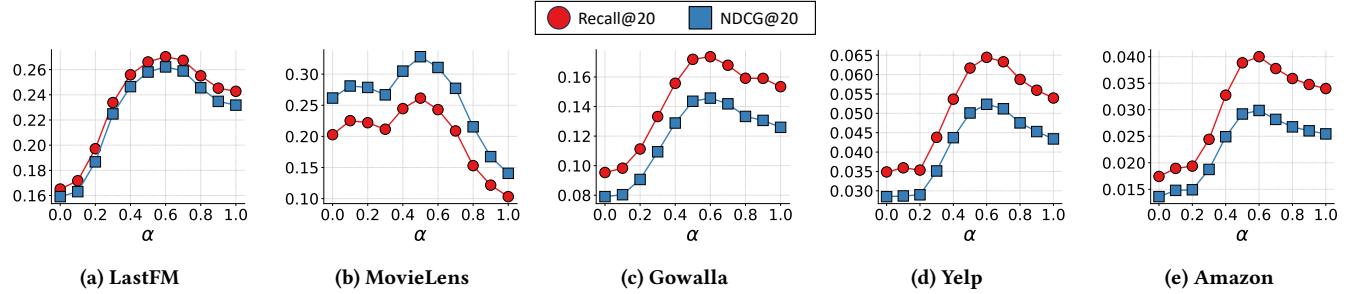 Recall@20 NDCG@20
0.26
0.24
0.22
0.20
0.18
0.16
0.0 0.2 0.4 0.6 0.8 1.0
α
(a) LastFM
0.30
0.25
0.20
0.15
0.10
0.0 0.2 0.4 0.6 0.8 1.0
α
(b) MovieLens
0.16
0.14
0.12
0.10
0.08
0.0 0.2 0.4 0.6 0.8 1.0
α
(c) Gowalla
0.065
0.060
0.055
0.050
0.045
0.040
0.035
0.030
0.0 0.2 0.4 0.6 0.8 1.0
α
(d) Yelp
0.040
0.035
0.030
0.025
0.020
0.015
0.0 0.2 0.4 0.6 0.8 1.0
α
(e) Amazon